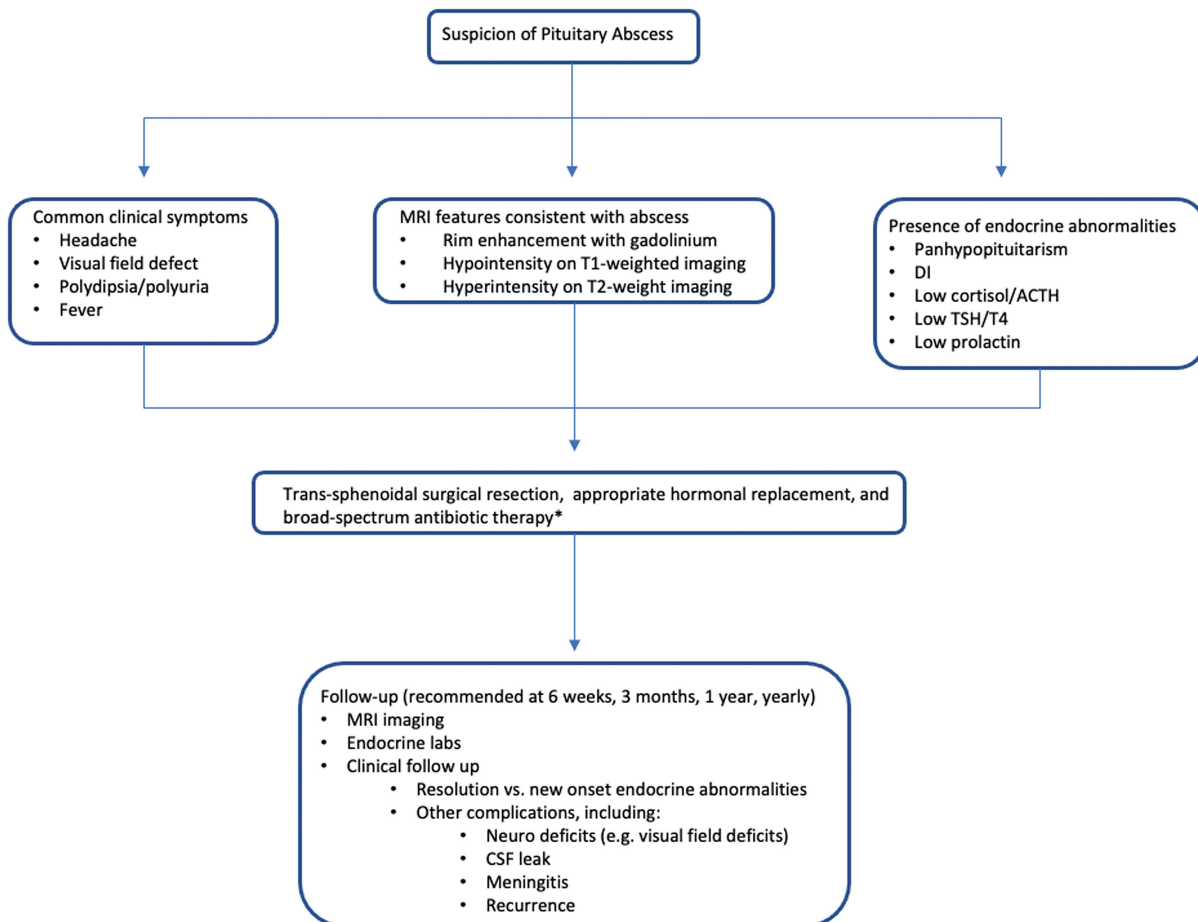 Suspicion of Pituitary Abscess
Common clinical symptoms
• Headache
• Visual field defect
• Polydipsia/polyuria
• Fever
MRI features consistent with abscess
• Rim enhancement with gadolinium
• Hypointensity on T1-weighted imaging
• Hyperintensity on T2-weight imaging
Presence of endocrine abnormalities
• Panhypopituitarism
• DI
• Low cortisol/ACTH
• Low TSH/T4
• Low prolactin
Trans-sphenoidal surgical resection, appropriate hormonal replacement, and
broad-spectrum antibiotic therapy*
Follow-up (recommended at 6 weeks, 3 months, 1 year, yearly)
• MRI imaging
• Endocrine labs
• Clinical follow up
• Resolution vs. new onset endocrine abnormalities
• Other complications, including:
• Neuro deficits (e.g. visual field deficits)
• CSF leak
• Meningitis
• Recurrence